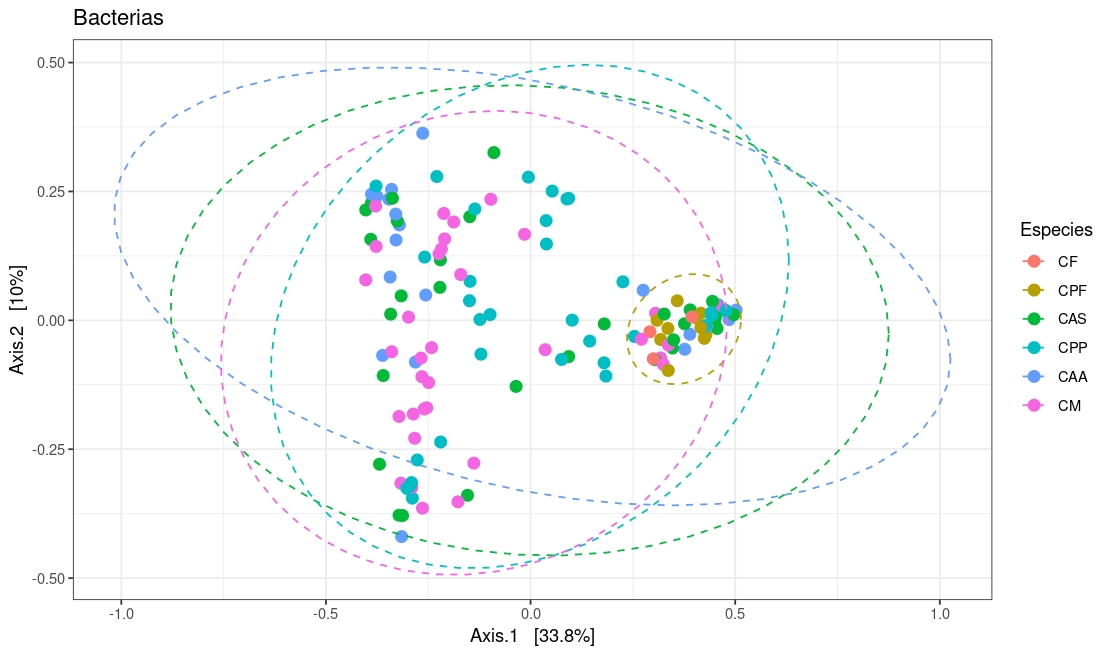 Bacterias
0.50
0.25
0.00
-0.25
-0.50
Axis.2 [10%]
-1.0 -0.5 0.0 0.5 1.0
Axis.1 [33.8%]
Especies
CF
CPF
CAS
CPP
CAA
CM